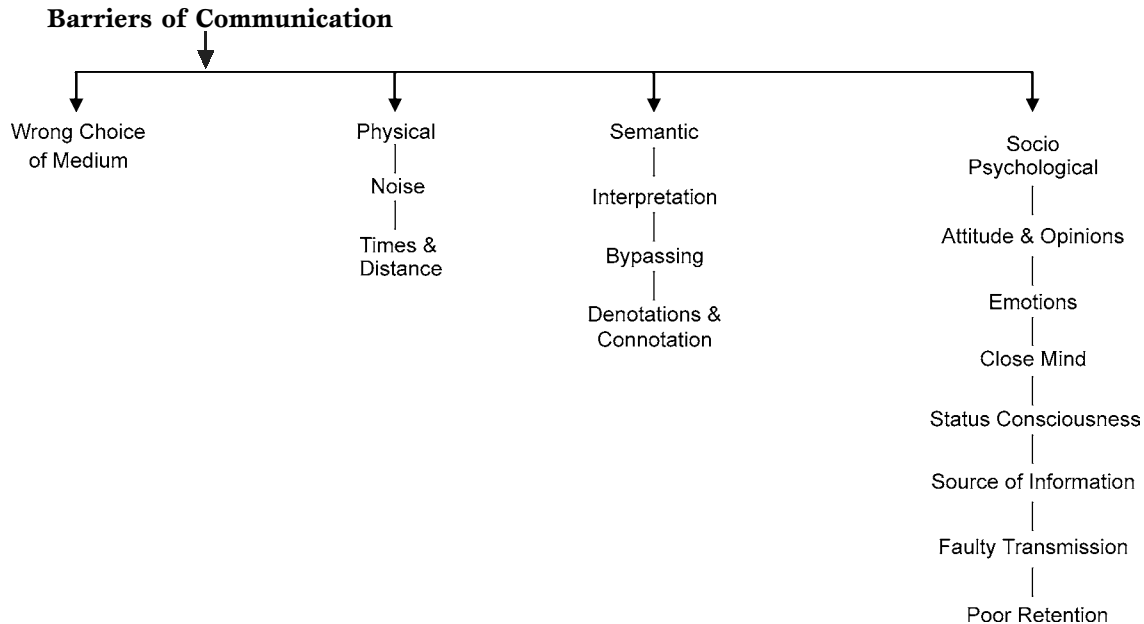 Barriers of Communication
Wrong Choice
of Medium
Physical
Noise
Times &
Distance
Semantic
Interpretation
Bypassing
Denotations &
Connotation
Socio
Psychological
Attitude & Opinions
Emotions
Close Mind
Status Consciousness
Source of Information
Faulty Transmission
Poor Retention